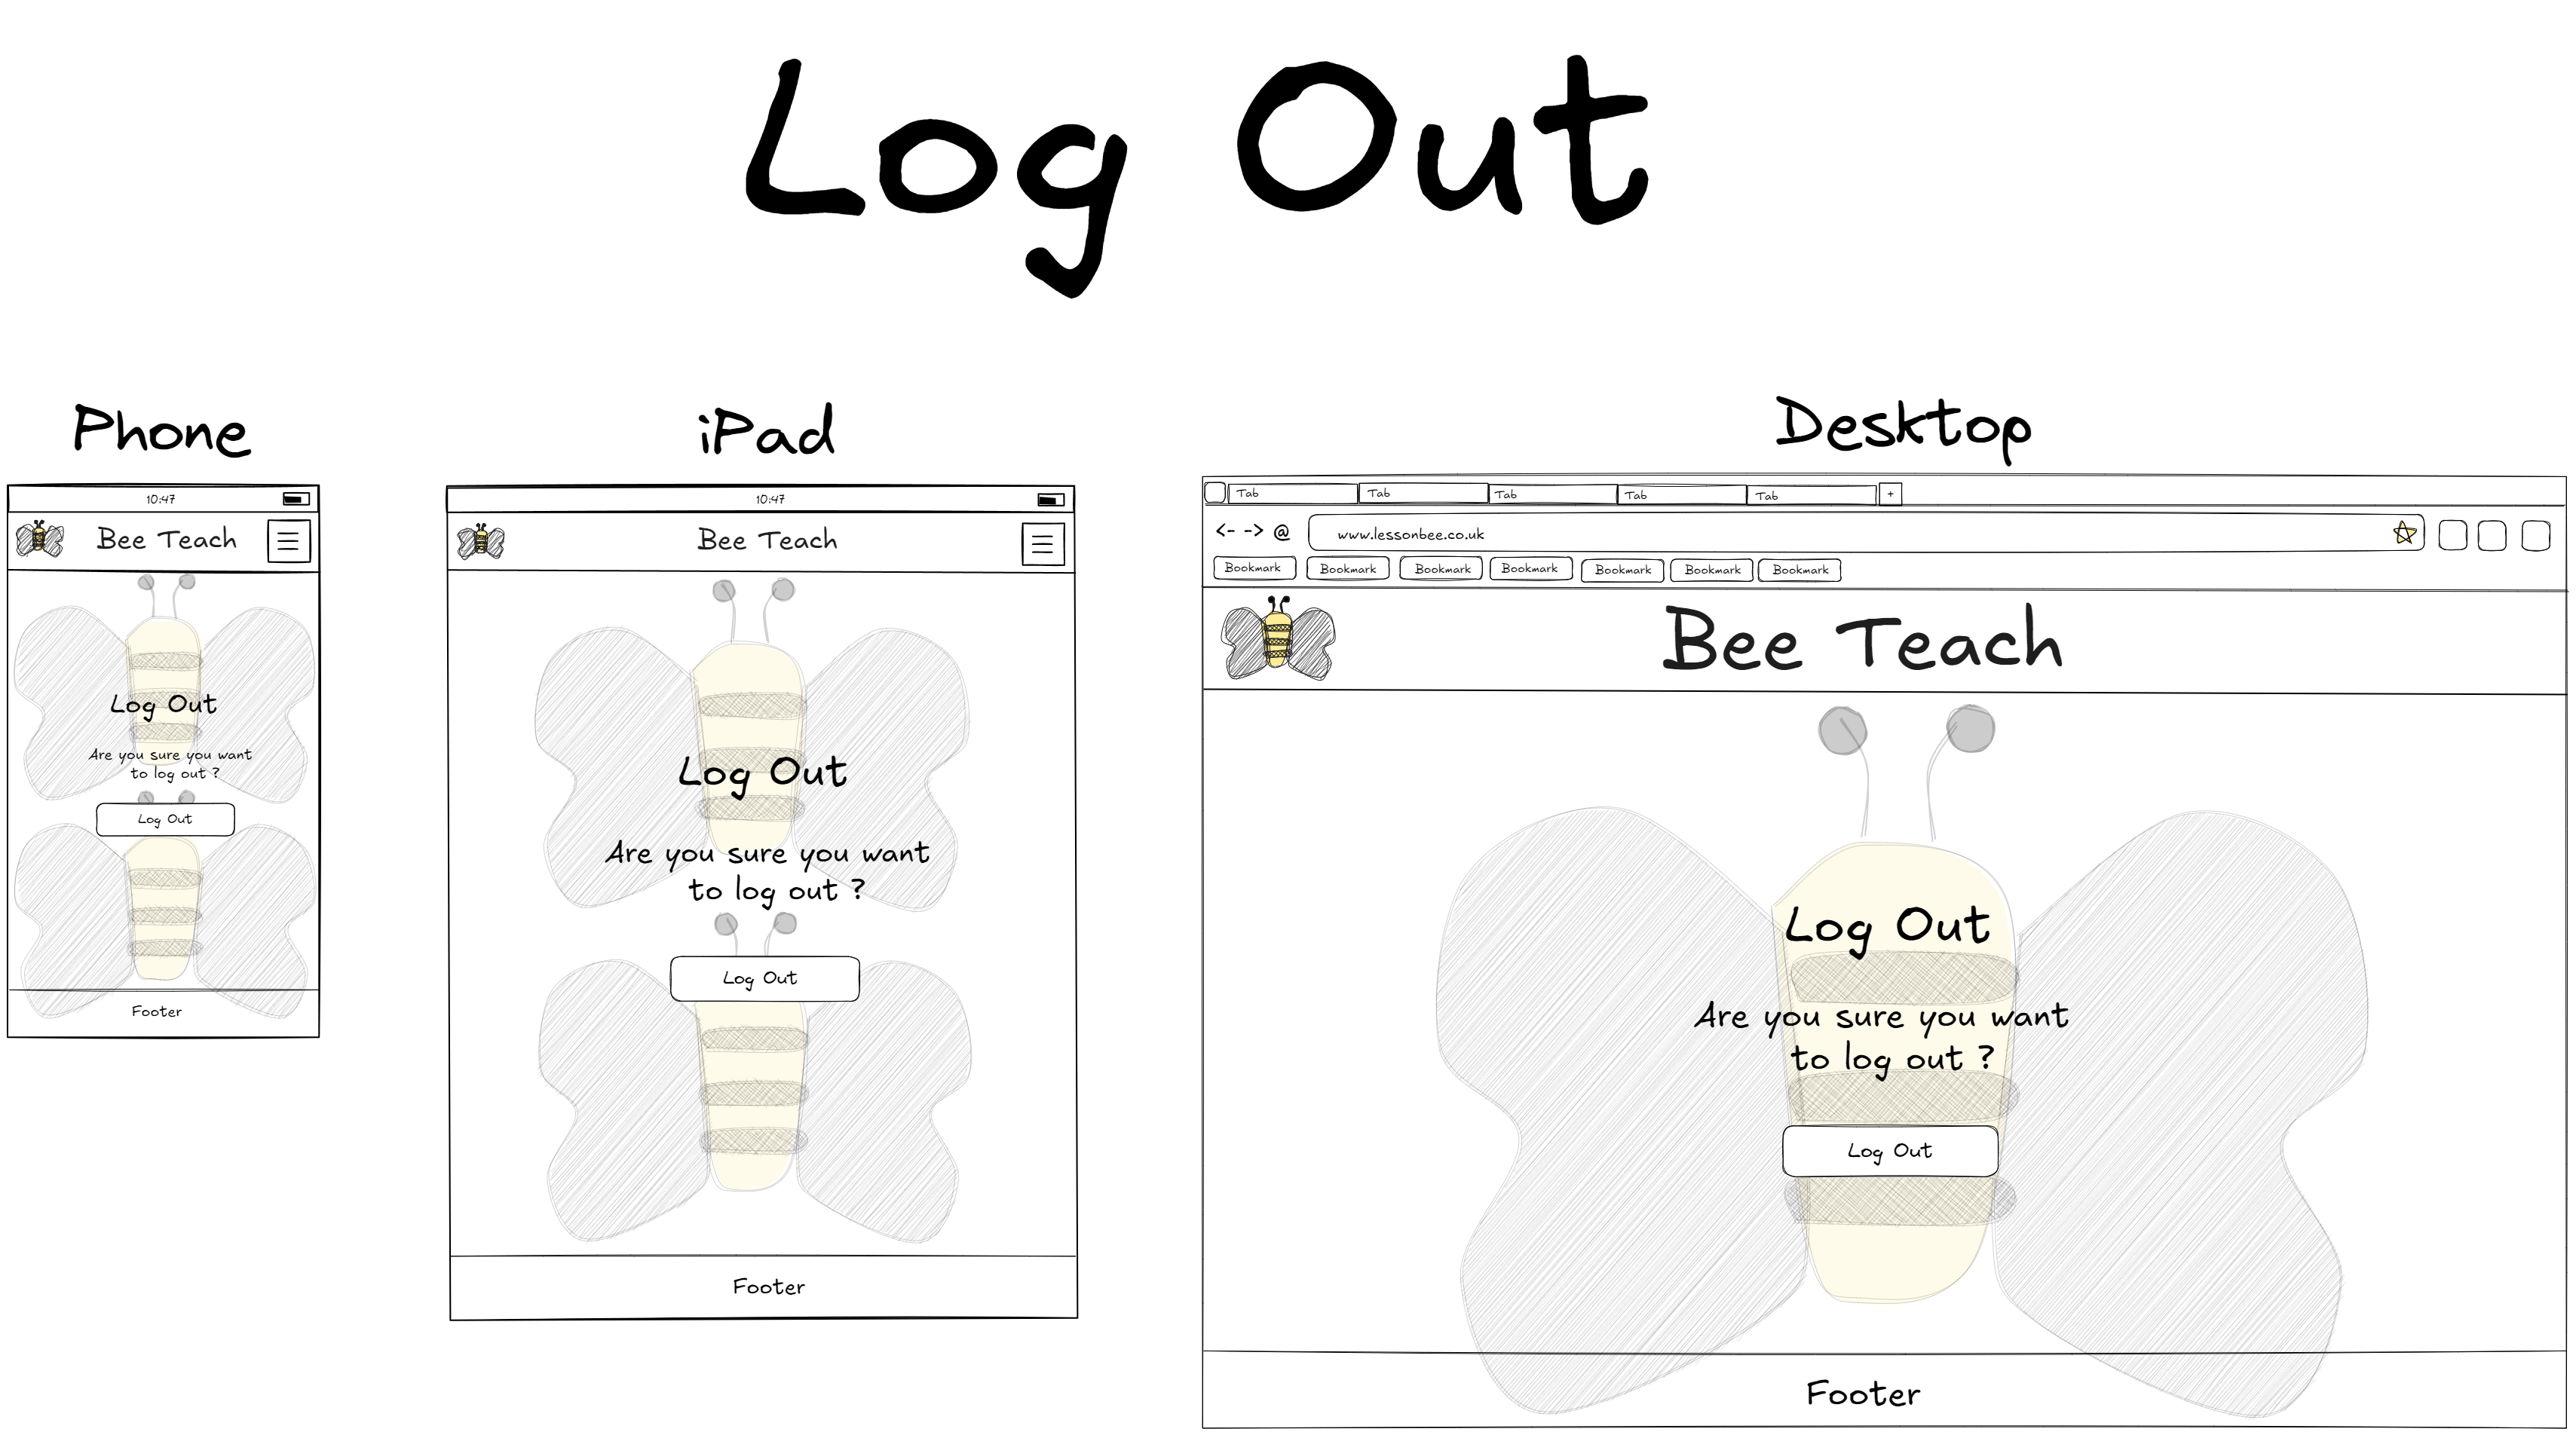 Log Out
Phone
10:47
Bee Teach
Log Out
Are you sure you want
to log out ?
Log Out
Footer
iPad
10:47
Bee Teach
Log Out
Are you sure you want
to log out ?
Log Out
Footer
Desktop
Tab Tab Tab Tab Tab +
<- -> @ www.lessonbee.co.uk
Bookmark Bookmark Bookmark Bookmark Bookmark Bookmark Bookmark
Bee Teach
Log Out
Are you sure you want
to log out ?
Log Out
Footer